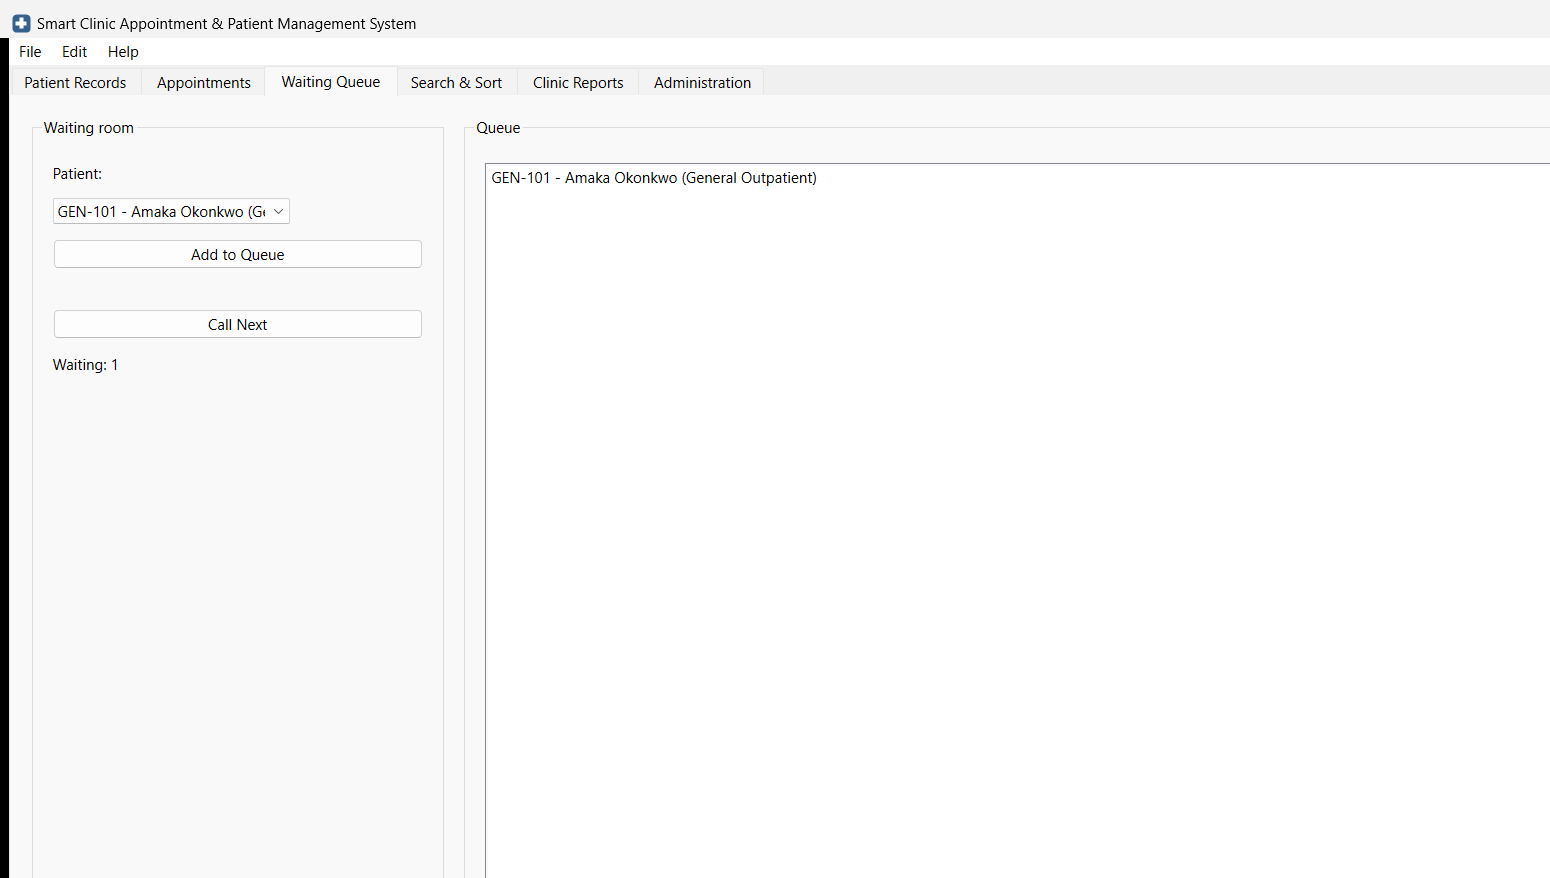 Smart Clinic Appointment & Patient Management System
File Edit Help
Patient Records Appointments Waiting Queue Search & Sort Clinic Reports Administration
Waiting room
Patient:
GEN-101 - Amaka Okonkwo (Ge
Add to Queue
Call Next
Waiting: 1
Queue
GEN-101 - Amaka Okonkwo (General Outpatient)